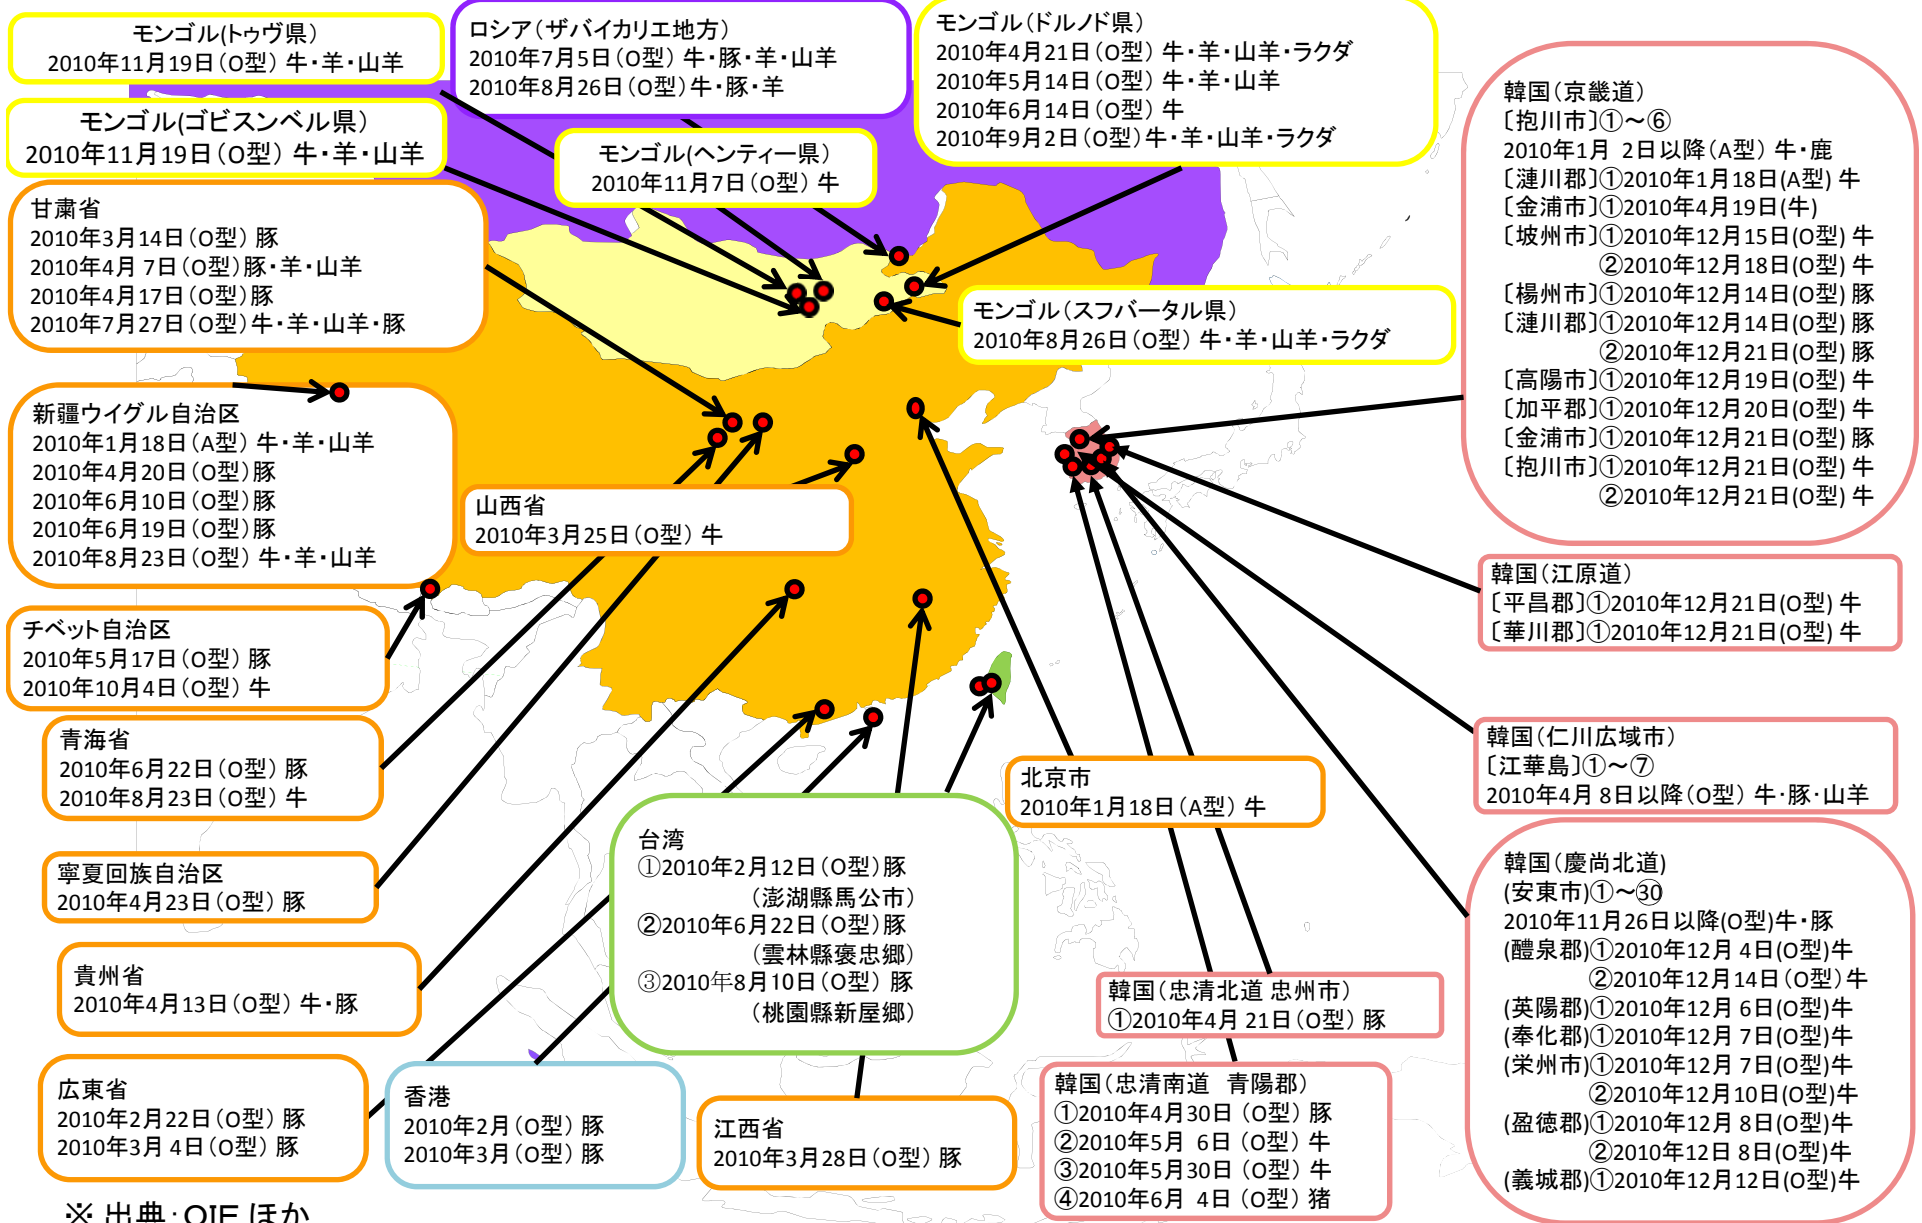 モンゴル(トゥヴ県)
2010年11月19日(O型) 牛・羊・山羊
ロシア(ザバイカリエ地方)
2010年7月5日(O型) 牛・豚・羊・山羊
2010年8月26日(O型)牛・豚・羊
モンゴル(ドルノド県)
2010年4月21日(O型) 牛・羊・山羊・ラクダ
2010年5月14日(O型) 牛・羊・山羊
2010年6月14日(O型) 牛
2010年9月2日(O型)牛・羊・山羊・ラクダ
モンゴル(ゴビスンベル県)
2010年11月19日(O型) 牛・羊・山羊
モンゴル(ヘンティー県)
2010年11月7日(O型) 牛
甘粛省
2010年3月14日(O型) 豚
2010年4月 7日(O型)豚・羊・山羊
2010年4月17日(O型)豚
2010年7月27日(O型)牛・羊・山羊・豚
モンゴル(スフバータル県)
2010年8月26日(O型) 牛・羊・山羊・ラクダ
韓国(京畿道)
〔抱川市〕①~⑥
2010年1月 2日以降(A型) 牛・鹿
〔漣川郡〕①2010年1月18日(A型) 牛
〔金浦市〕①2010年4月19日(牛)
〔坡州市〕①2010年12月15日(O型) 牛
②2010年12月18日(O型) 牛
〔楊州市〕①2010年12月14日(O型) 豚
〔漣川郡〕①2010年12月14日(O型) 豚
②2010年12月21日(O型) 豚
〔高陽市〕①2010年12月19日(O型) 牛
〔加平郡〕①2010年12月20日(O型) 牛
〔金浦市〕①2010年12月21日(O型) 豚
〔抱川市〕①2010年12月21日(O型) 牛
②2010年12月21日(O型) 牛
新疆ウイグル自治区
2010年1月18日(A型) 牛・羊・山羊
2010年4月20日(O型)豚
2010年6月10日(O型)豚
2010年6月19日(O型)豚
2010年8月23日(O型) 牛・羊・山羊
山西省
2010年3月25日(O型) 牛
韓国(江原道)
〔平昌郡〕①2010年12月21日(O型) 牛
〔華川郡〕①2010年12月21日(O型) 牛
チベット自治区
2010年5月17日(O型) 豚
2010年10月4日(O型) 牛
青海省
2010年6月22日(O型) 豚
2010年8月23日(O型) 牛
北京市
2010年1月18日(A型) 牛
韓国(仁川広域市)
〔江華島〕①~⑦
2010年4月 8日以降(O型) 牛・豚・山羊
台湾
①2010年2月12日(O型)豚
(澎湖縣馬公市)
②2010年6月22日(O型)豚
(雲林縣褒忠郷)
③2010年8月10日(O型) 豚
(桃園縣新屋郷)
寧夏回族自治区
2010年4月23日(O型) 豚
貴州省
2010年4月13日(O型) 牛・豚
韓国(忠清北道 忠州市)
①2010年4月 21日(O型) 豚
韓国(慶尚北道)
(安東市)①~㉚
2010年11月26日以降(O型)牛・豚
(醴泉郡)①2010年12月 4日(O型)牛
②2010年12月14日(O型)牛
(英陽郡)①2010年12月 6日(O型)牛
(奉化郡)①2010年12月 7日(O型)牛
(栄州市)①2010年12月 7日(O型)牛
②2010年12月10日(O型)牛
(盈徳郡)①2010年12月 8日(O型)牛
②2010年12日 8日(O型)牛
(義城郡)①2010年12月12日(O型)牛
広東省
2010年2月22日(O型) 豚
2010年3月 4日(O型) 豚
香港
2010年2月(O型) 豚
2010年3月(O型) 豚
江西省
2010年3月28日(O型) 豚
韓国(忠清南道 青陽郡)
①2010年4月30日 (O型) 豚
②2010年5月 6日 (O型) 牛
③2010年5月30日 (O型) 牛
④2010年6月 4日 (O型) 猪
※ 出典:OIE ほか